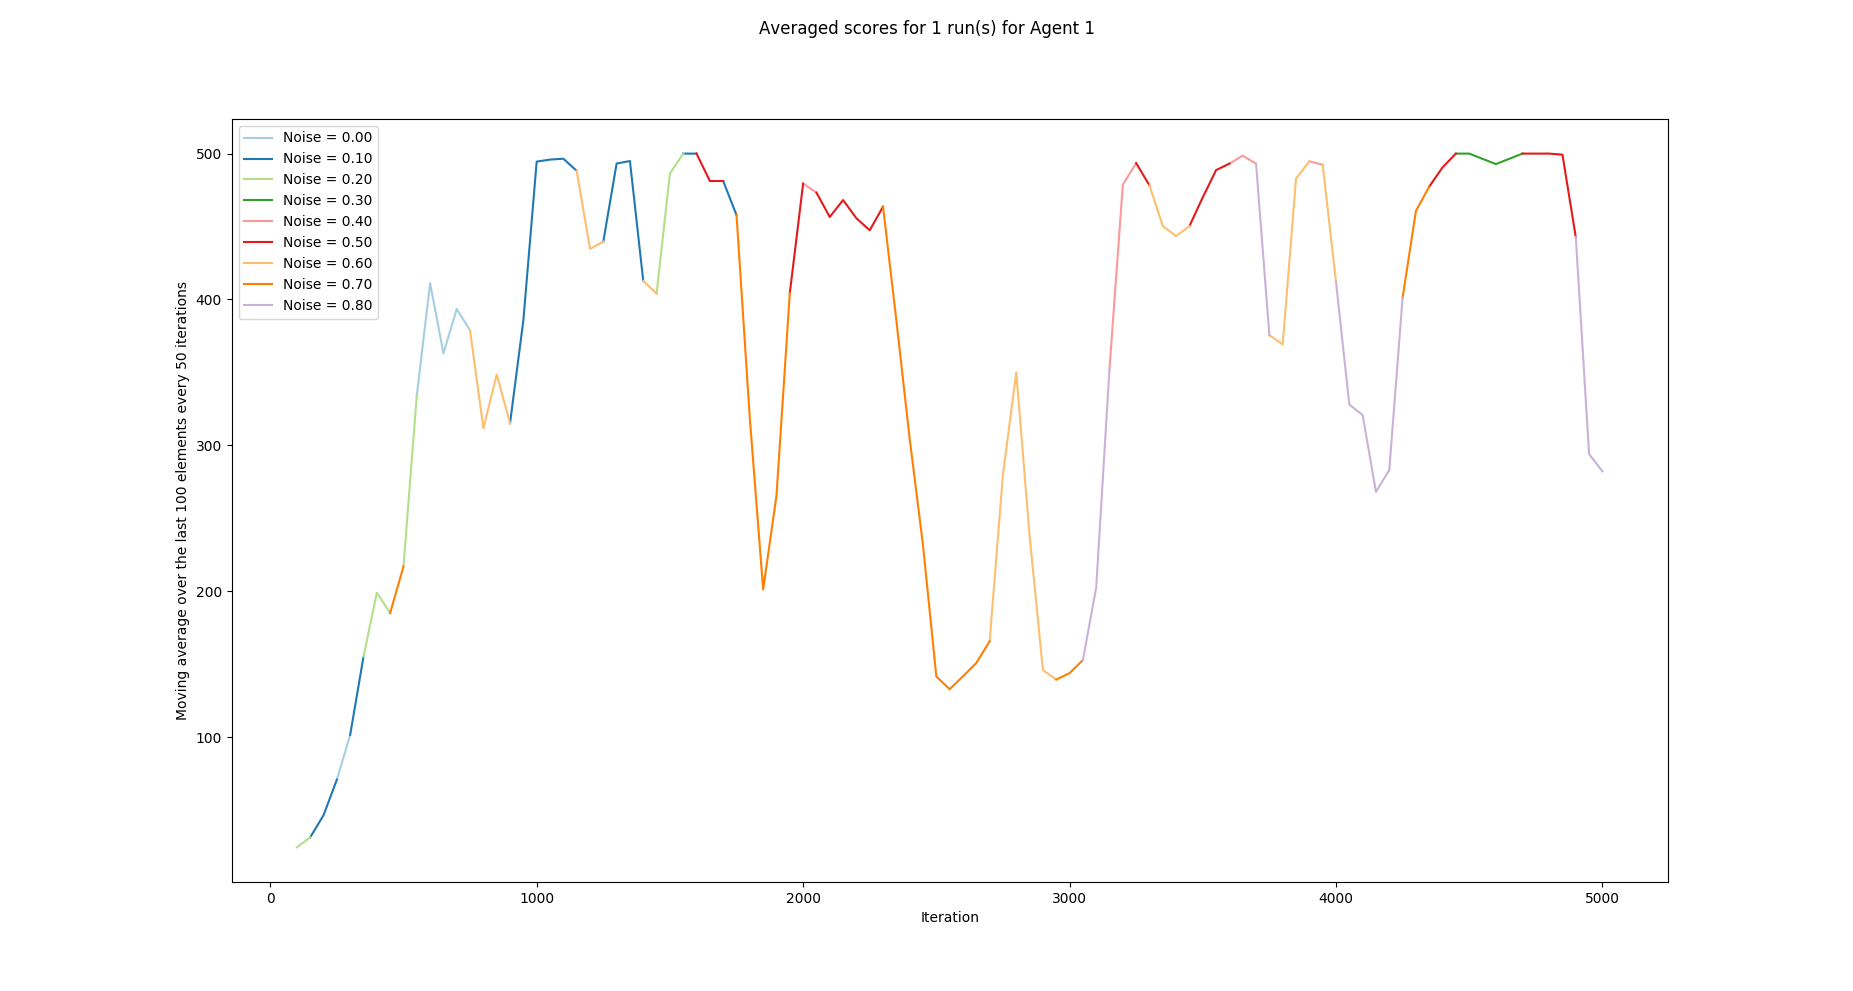 Averaged scores for 1 run(s) for Agent 1
Noise = 0.00
Noise = 0.10
Noise = 0.20
Noise = 0.30
Noise = 0.40
Noise = 0.50
Noise = 0.60
Noise = 0.70
Noise = 0.80
Moving average over the last 100 elements every 50 iterations
500
400
300
200
100
0 1000 2000 3000 4000 5000
Iteration